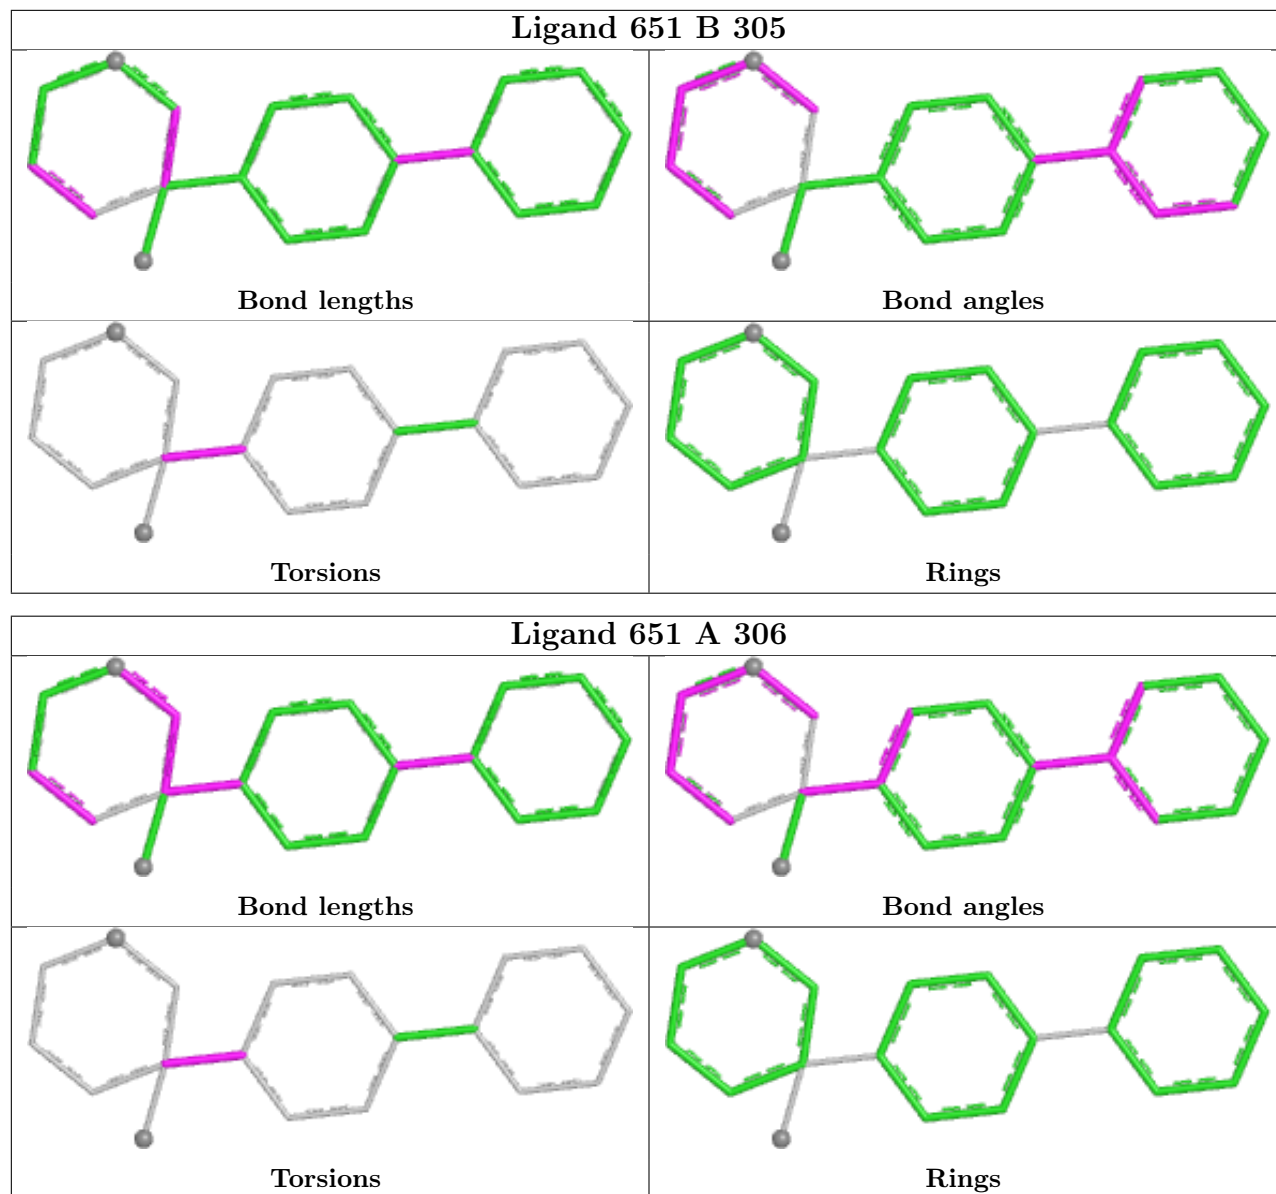 Ligand 651 B 305
Bond lengths
Bond angles
Torsions
Rings
Ligand 651 A 306
Bond lengths
Bond angles
Torsions
Rings